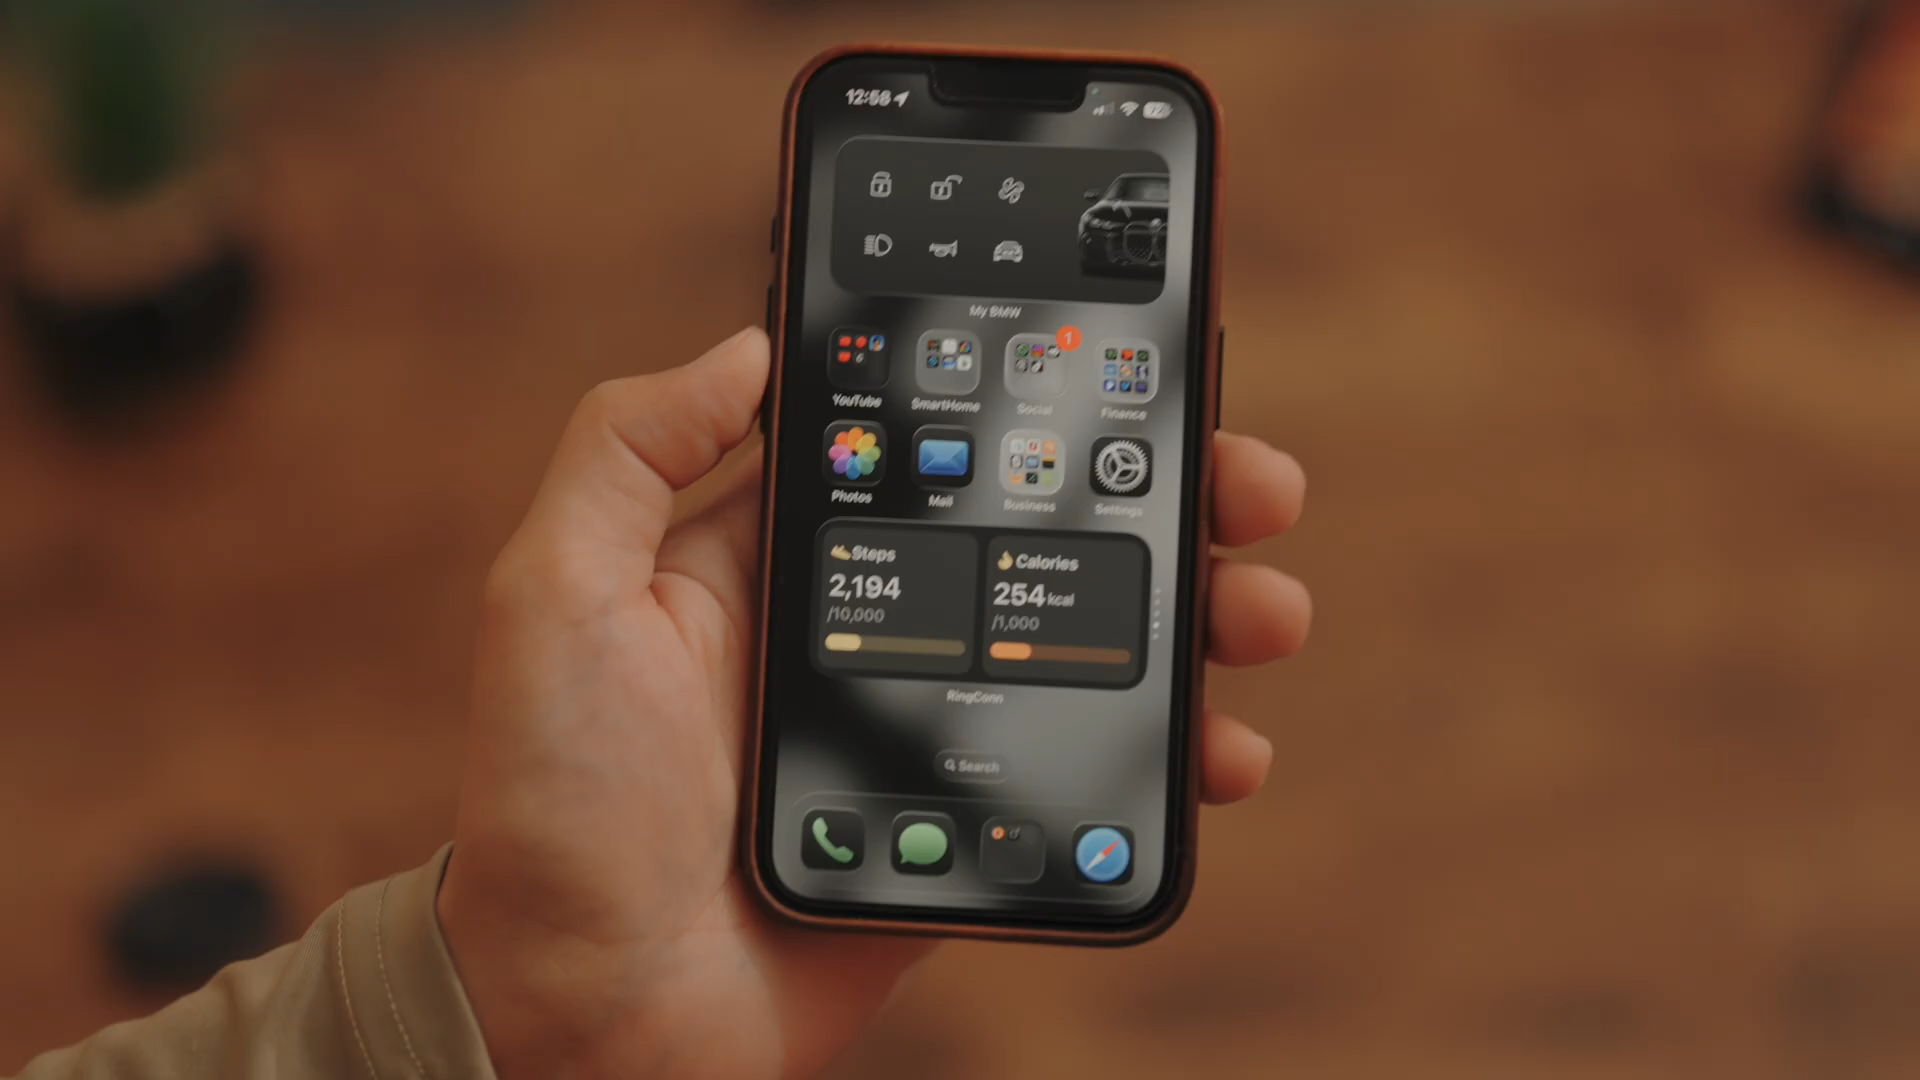 12:58
72
My BMW
1
YouTube
SmartHome
Social
Finance
Photos
Mail
Business
Settings
Steps
2,194
/10,000
Calories
254 kcal
/1,000
RingConn
Search